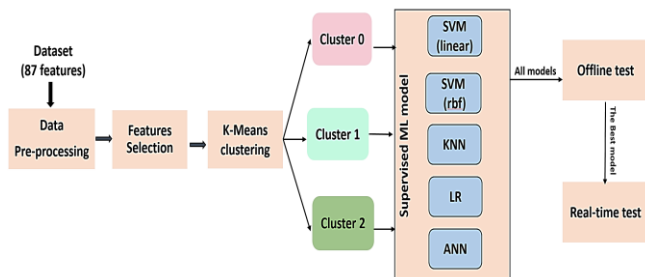 Dataset
(87 features)
Data
Pre-processing
Features
Selection
K-Means
clustering
Cluster 0
Cluster 1
Cluster 2
Supervised ML model
SVM
(linear)
SVM
(rbf)
KNN
LR
ANN
All models
Offline test
The Best model
Real-time test